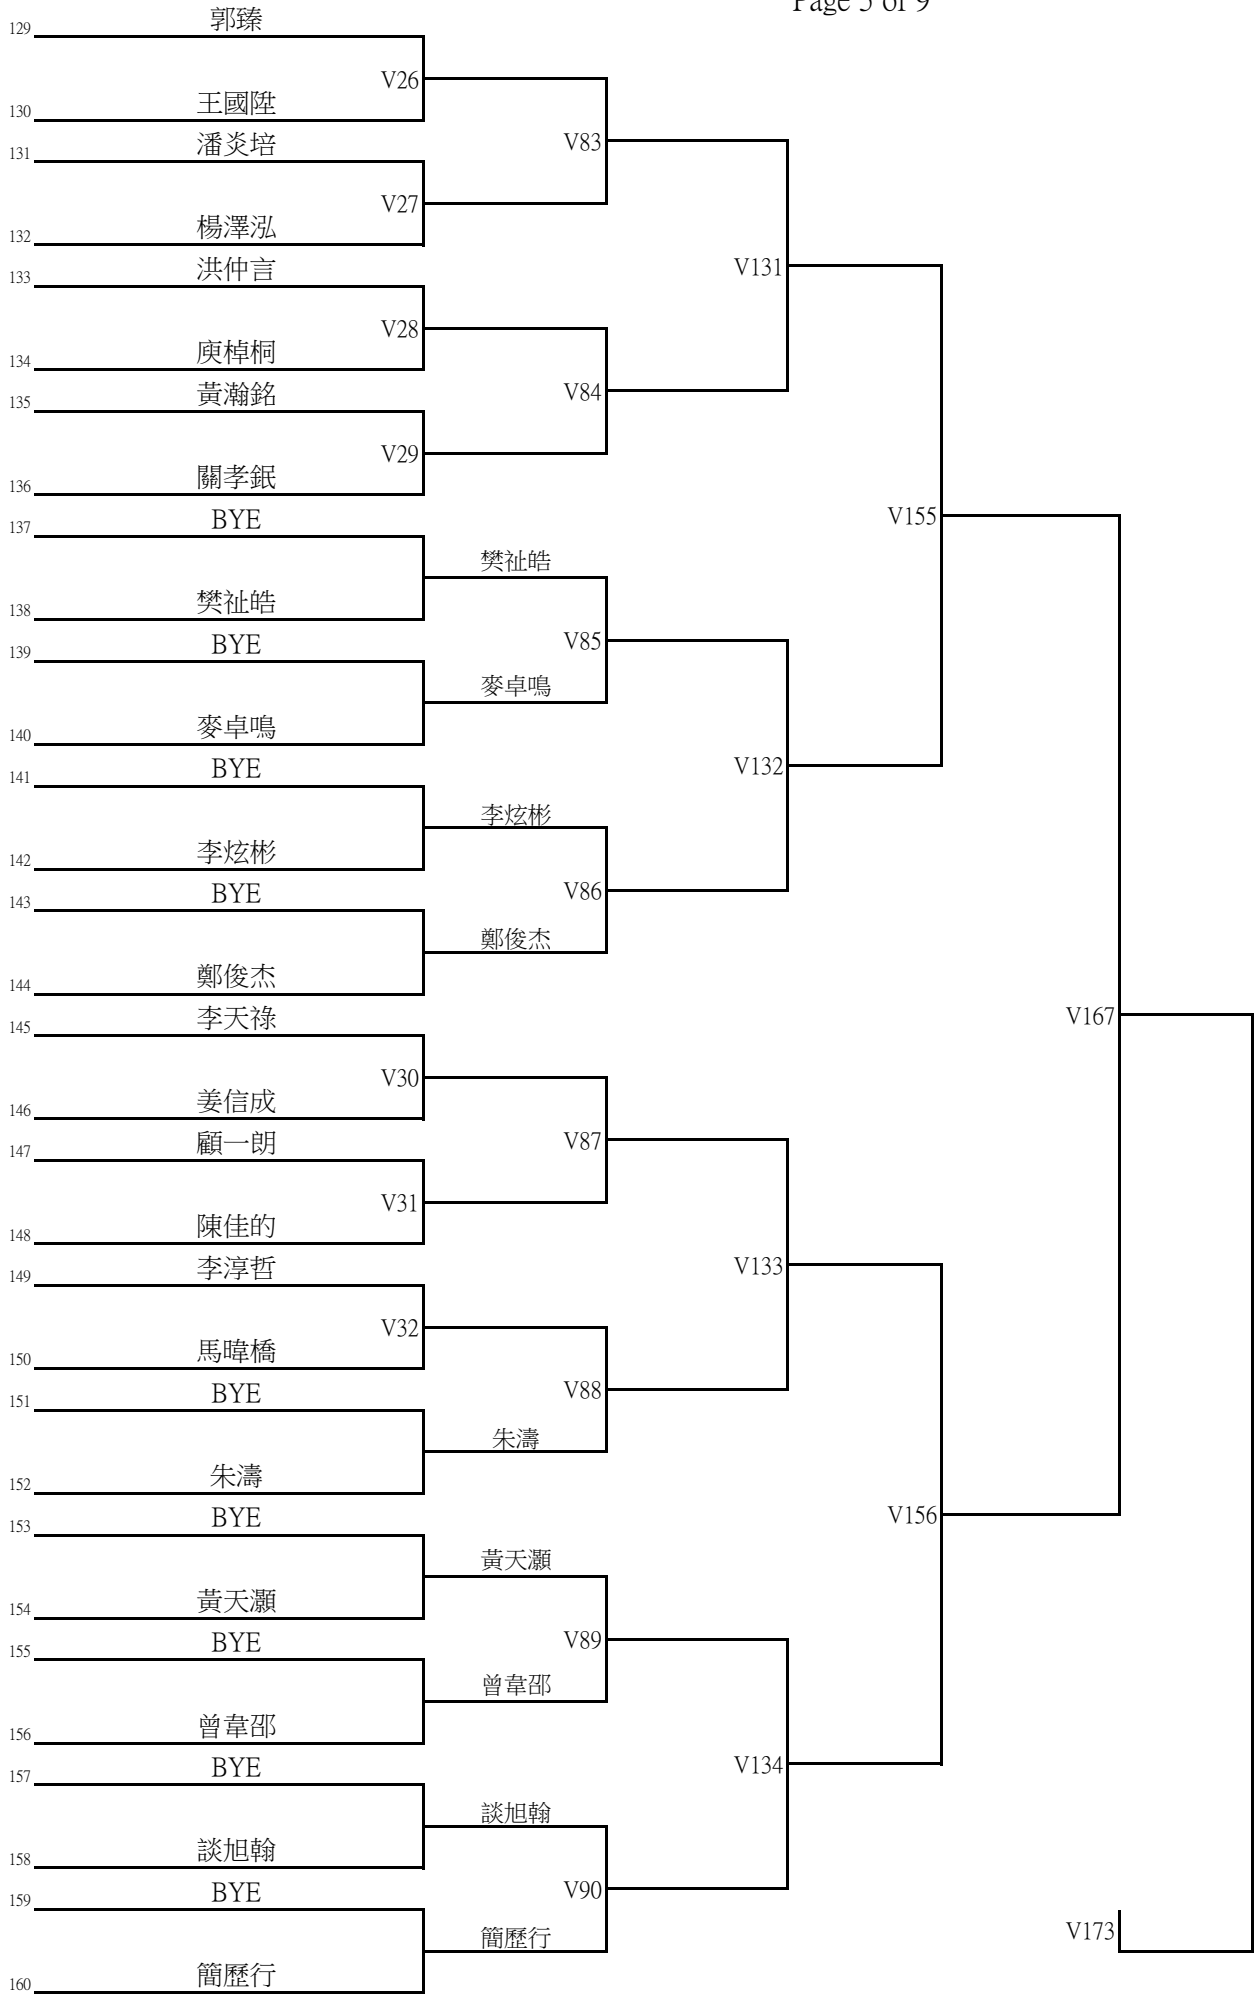 Page 5 of 9
129 郭臻
V26
130 王國陞
V83
131 潘炎培
V27
132 楊澤泓
V131
133 洪仲言
V28
134 庾棹桐
V84
135 黃瀚銘
V29
136 關孝鈱
V155
137 BYE
樊祉皓
138 樊祉皓
V85
139 BYE
麥卓鳴
140 麥卓鳴
V132
141 BYE
李炫彬
142 李炫彬
V86
143 BYE
鄭俊杰
144 鄭俊杰
V167
145 李天祿
V30
146 姜信成
V87
147 顧一朗
V31
148 陳佳的
V133
149 李淳哲
V32
150 馬暐橋
V88
151 BYE
朱濤
152 朱濤
V156
153 BYE
黃天灝
154 黃天灝
V89
155 BYE
曾韋邵
156 曾韋邵
V134
157 BYE
談旭翰
158 談旭翰
V90
159 BYE
簡歷行
V173
160 簡歷行